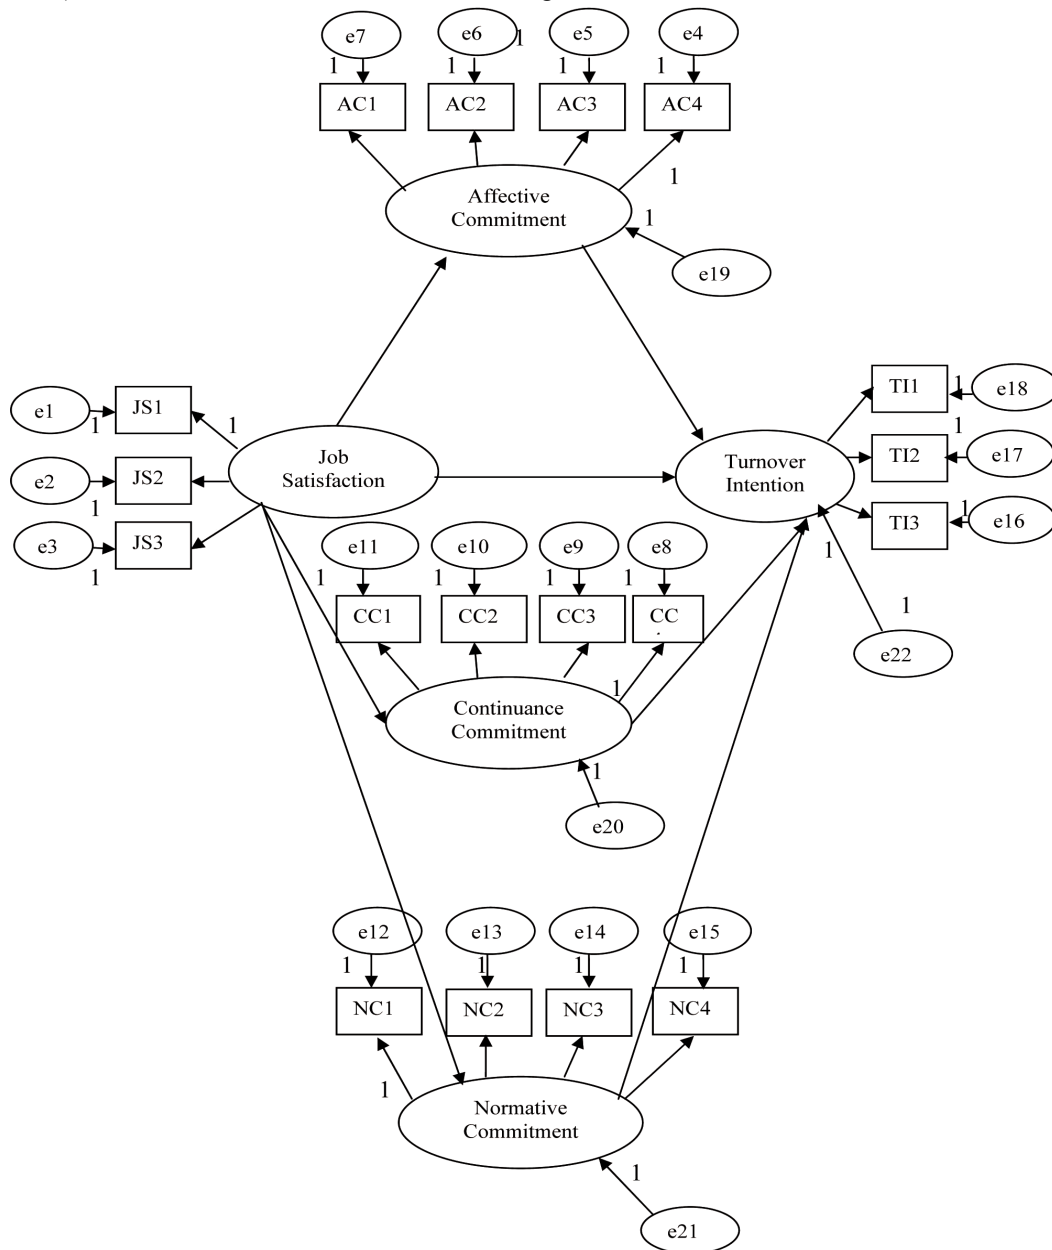 e7
e6
1
e5
e4
1
1
1
1
AC1
AC2
AC3
AC4
1
Affective
Commitment
1
e19
e1
JS1
1
1
TI1
1
e18
Job
Satisfaction
Turnover
Intention
1
e2
JS2
TI2
e17
1
e3
JS3
1
TI3
1
e16
e11
e10
e9
e8
1
1
1
1
1
CC1
CC2
CC3
CC
1
e22
1
Continuance
Commitment
1
e20
e12
e13
e14
e15
1
1
1
1
NC1
NC2
NC3
NC4
1
Normative
Commitment
1
e21